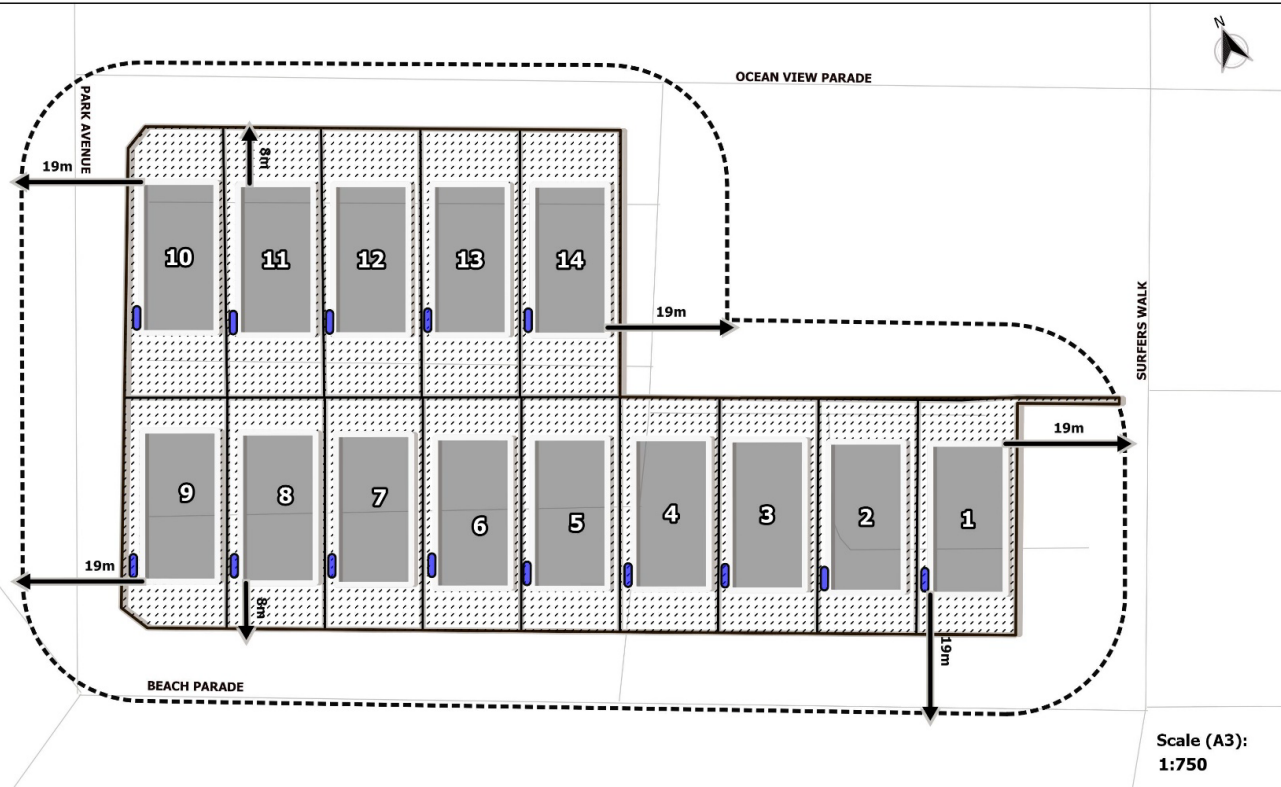 N
OCEAN VIEW PARADE
PARK AVENUE
19m
8m
10
11
12
13
14
19m
SURFERS WALK
19m
9
8
7
6
5
4
3
2
1
19m
8m
19m
BEACH PARADE
Scale (A3):
1:750